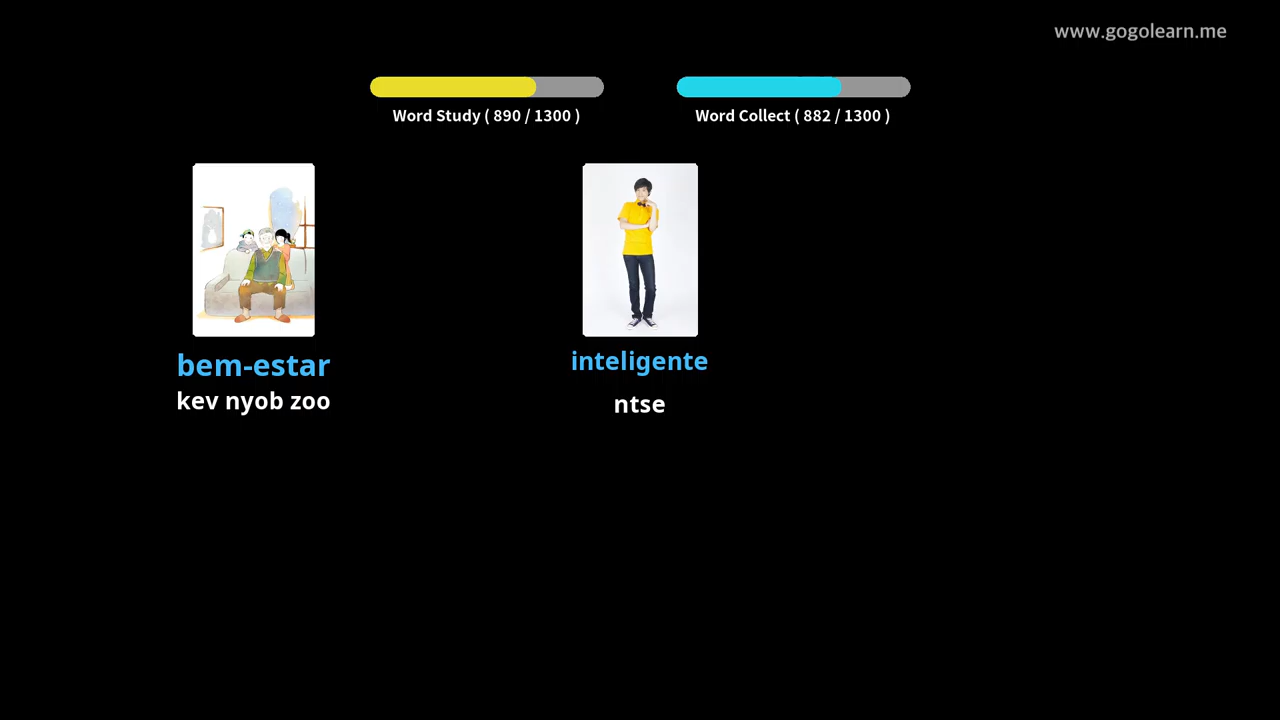 www.gogolearn.me
Word Study ( 890 / 1300 )
Word Collect ( 882 / 1300 )
bem-estar
kev nyob zoo
inteligente
ntse